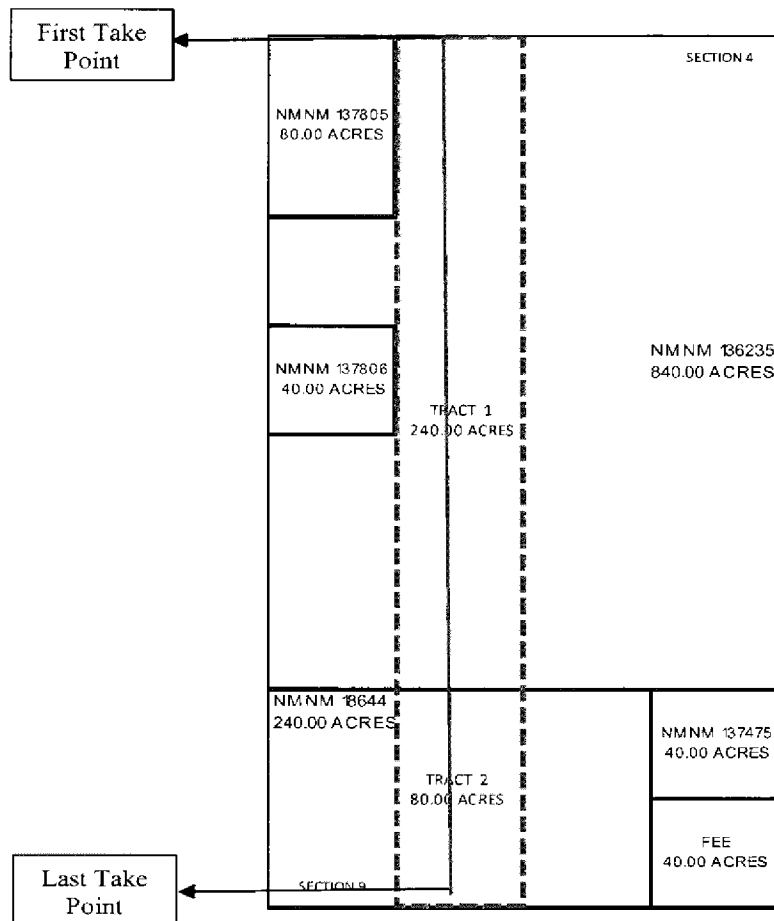 First Take
Point
SECTION 4
NMNM 137805
80.00 ACRES
NMNM 136235
840.00 ACRES
NMNM 137806
40.00 ACRES
TRACT 1
240.00 ACRES
NMNM 18644
240.00 ACRES
NMNM 137475
40.00 ACRES
TRACT 2
80.00 ACRES
FEE
40.00 ACRES
Last Take
Point
SECTION 9